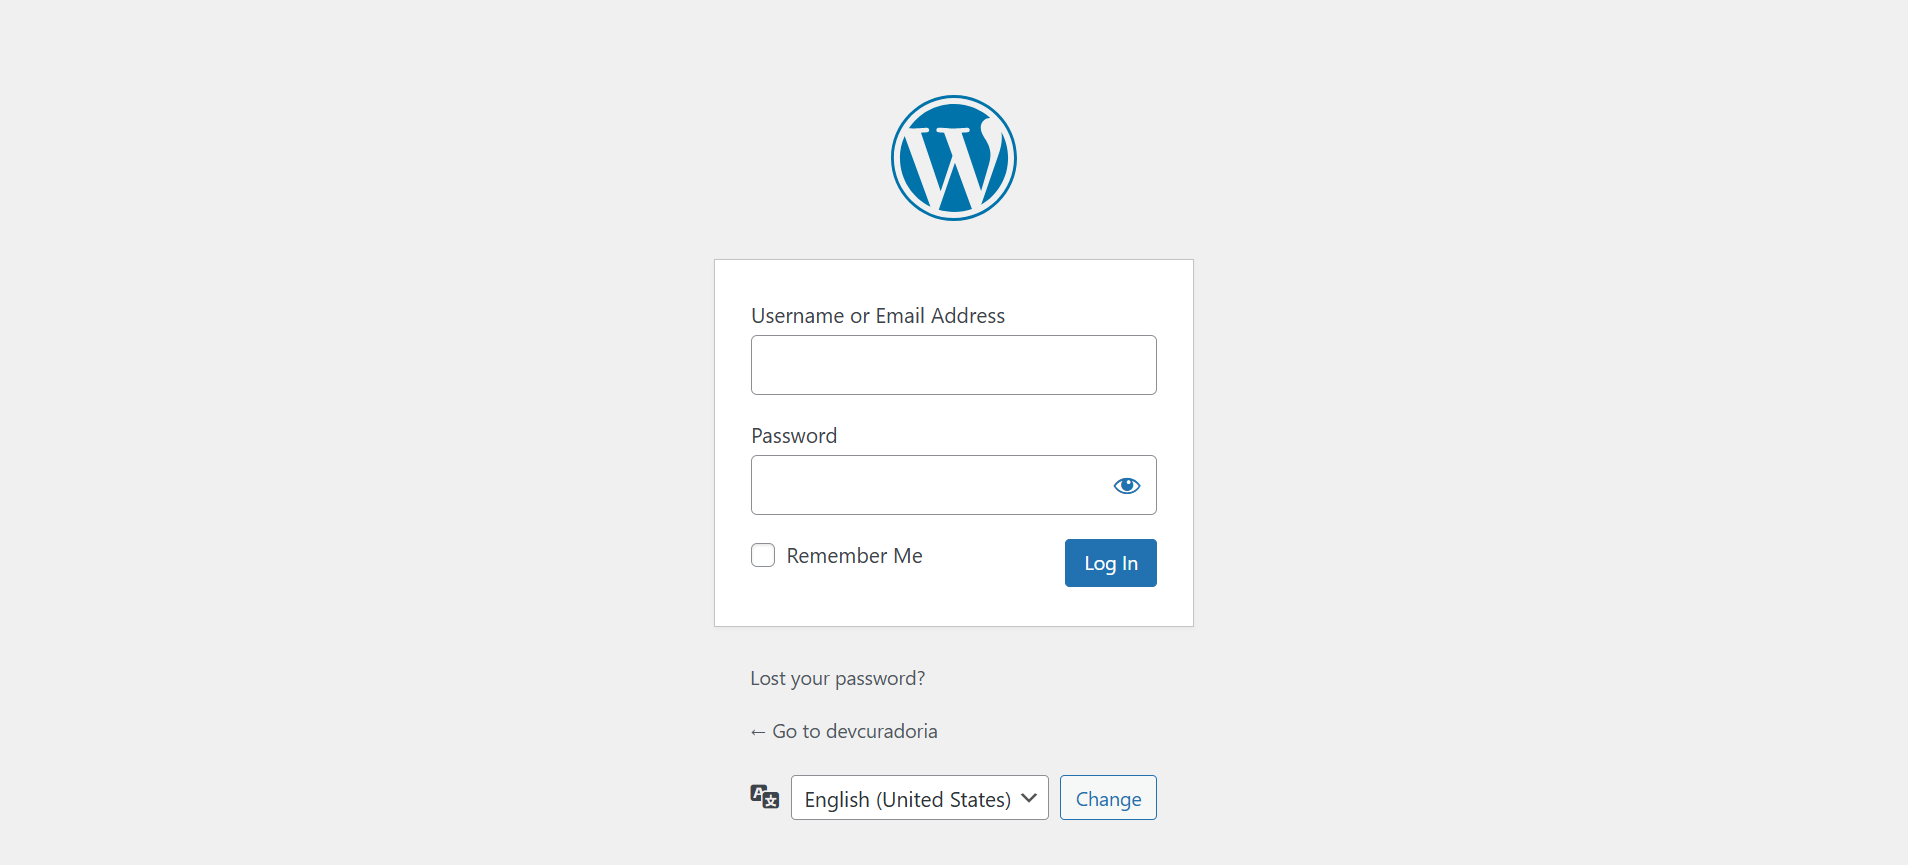 Username or Email Address
Password
Remember Me
Log In
Lost your password?
← Go to devcuradoria
English (United States)
Change